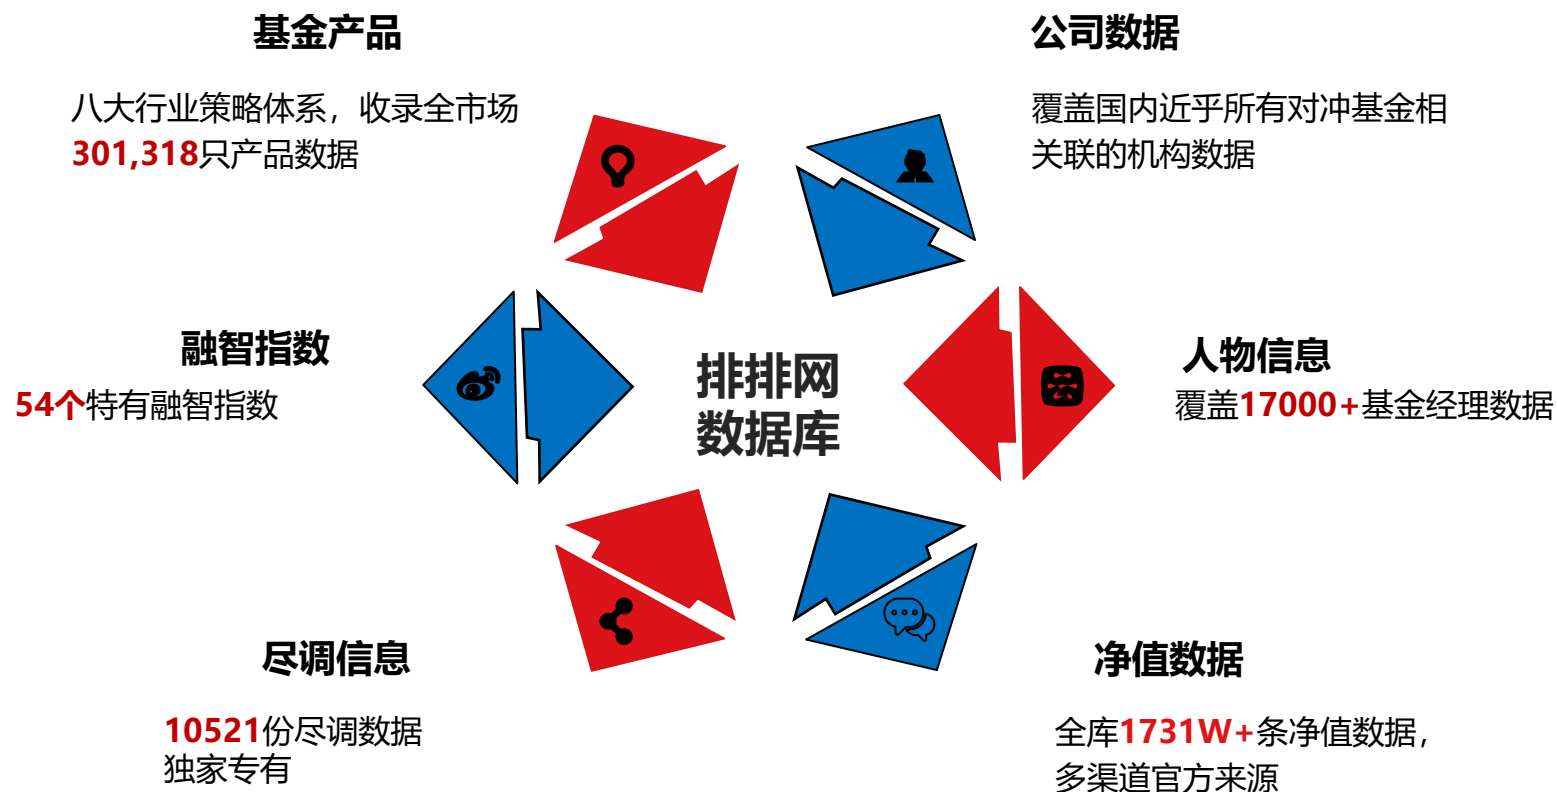 基金产品
八大行业策略体系，收录全市场
301,318只产品数据
公司数据
覆盖国内近乎所有对冲基金相
关联的机构数据
融智指数
54个特有融智指数
排排网
数据库
人物信息
覆盖17000+基金经理数据
尽调信息
10521份尽调数据
独家专有
净值数据
全库1731W+条净值数据，
多渠道官方来源